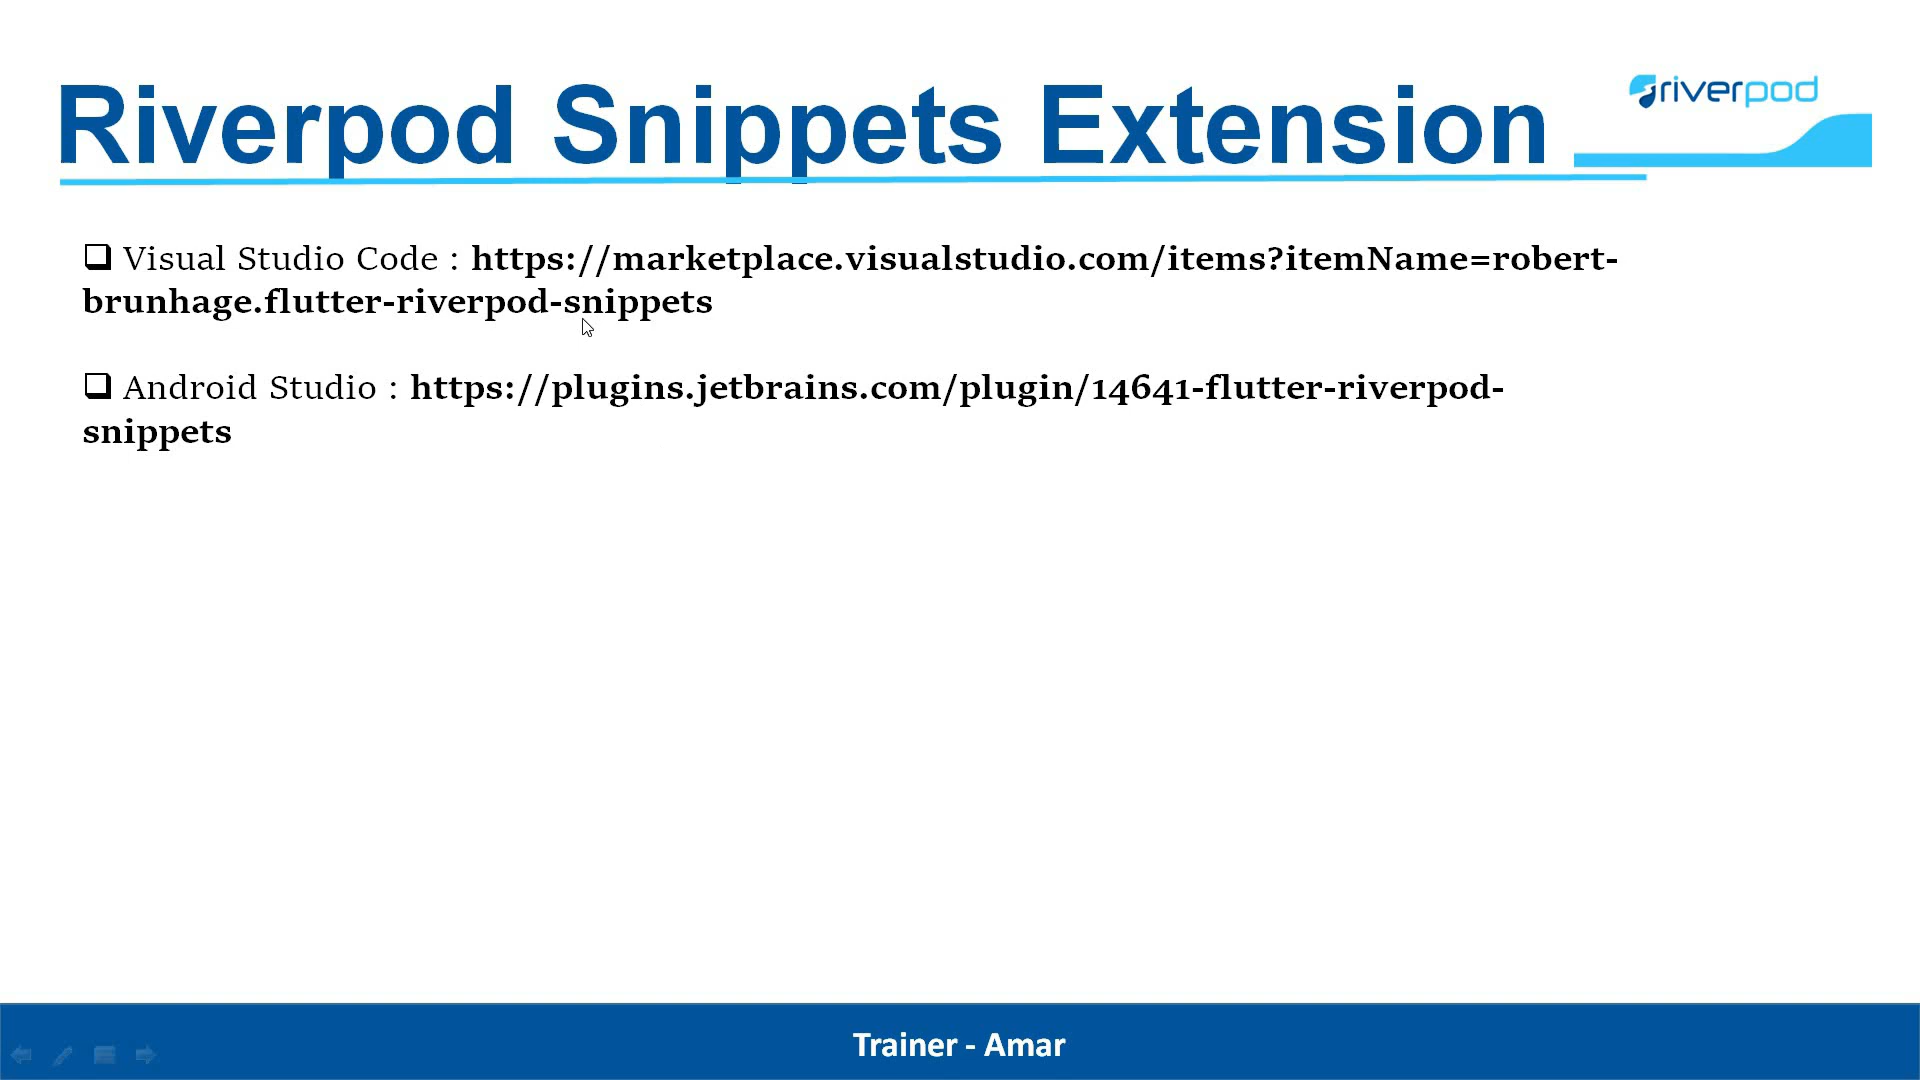 Riverpod Snippets Extension
riverpod
Visual Studio Code : https://marketplace.visualstudio.com/items?itemName=robert-
brunhage.flutter-riverpod-snippets
Android Studio : https://plugins.jetbrains.com/plugin/14641-flutter-riverpod-
snippets
Trainer - Amar